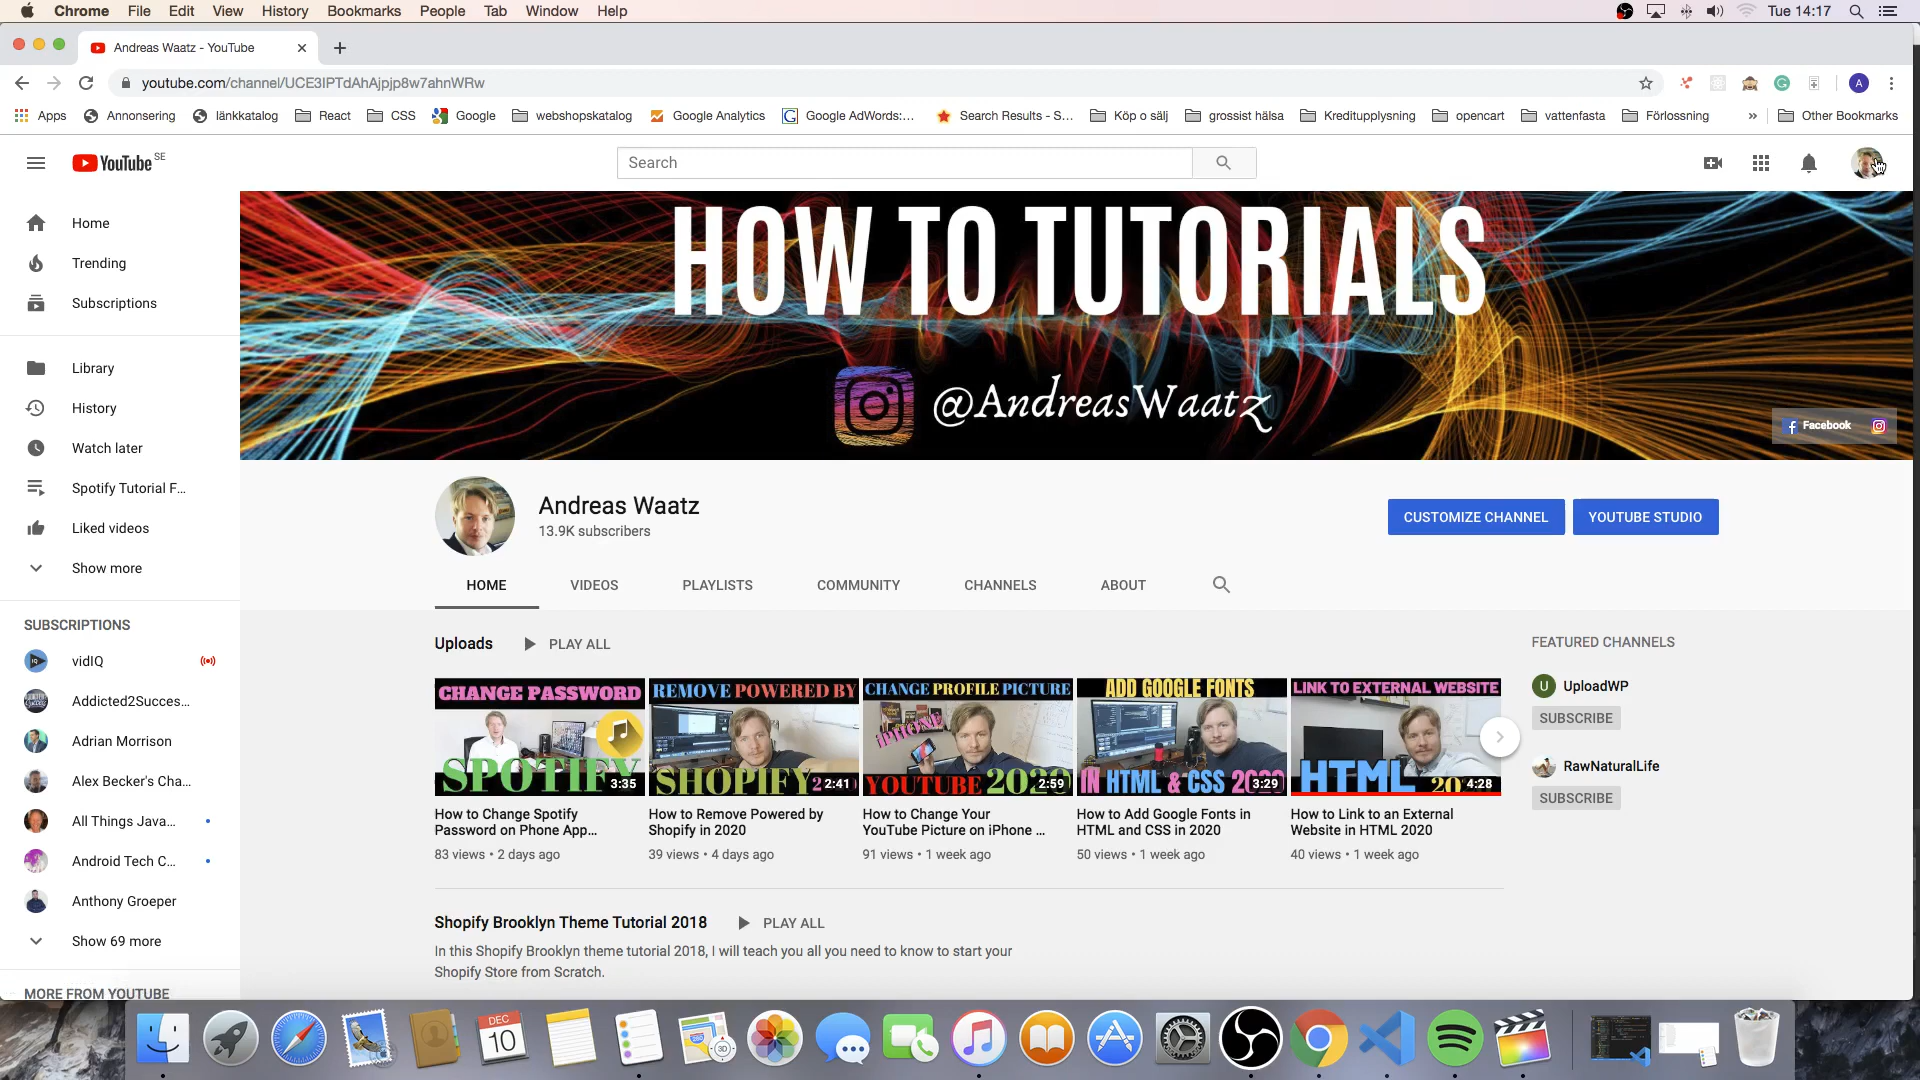 Chrome File Edit View History Bookmarks People Tab Window Help
Tue 14:17
Andreas Waatz - YouTube
youtube.com/channel/UCE3IPTdAhAjpjp8w7ahnWRw
A
Apps Annonsering länkkatalog React CSS Google webshopskatalog Google Analytics Google AdWords:... Search Results - S... Köp o sälj grossist hälsa Kreditupplysning opencart vattenfasta Förlossning » Other Bookmarks
YouTube SE
Search
Home
Trending
Subscriptions
Library
History
Watch later
Spotify Tutorial F...
Liked videos
Show more
SUBSCRIPTIONS
vidIQ
Addicted2Succes...
Adrian Morrison
Alex Becker's Cha...
All Things Java...
Android Tech C...
Anthony Groeper
Show 69 more
MORE FROM YOUTUBE
HOW TO TUTORIALS
@AndreasWaatz
Facebook
Andreas Waatz
13.9K subscribers
CUSTOMIZE CHANNEL
YOUTUBE STUDIO
HOME VIDEOS PLAYLISTS COMMUNITY CHANNELS ABOUT
Uploads PLAY ALL
CHANGE PASSWORD
SPOTIFY
3:35
How to Change Spotify
Password on Phone App...
83 views • 2 days ago
REMOVE POWERED BY
SHOPIFY
2:41
How to Remove Powered by
Shopify in 2020
39 views • 4 days ago
CHANGE PROFILE PICTURE
IPHONE
YOUTUBE 2020
2:59
How to Change Your
YouTube Picture on iPhone ...
91 views • 1 week ago
ADD GOOGLE FONTS
IN HTML & CSS 2020
3:29
How to Add Google Fonts in
HTML and CSS in 2020
50 views • 1 week ago
LINK TO EXTERNAL WEBSITE
HTML 20
4:28
How to Link to an External
Website in HTML 2020
40 views • 1 week ago
FEATURED CHANNELS
U UploadWP
SUBSCRIBE
RawNaturalLife
SUBSCRIBE
Shopify Brooklyn Theme Tutorial 2018 PLAY ALL
In this Shopify Brooklyn theme tutorial 2018, I will teach you all you need to know to start your
Shopify Store from Scratch.
DEC
10
3D